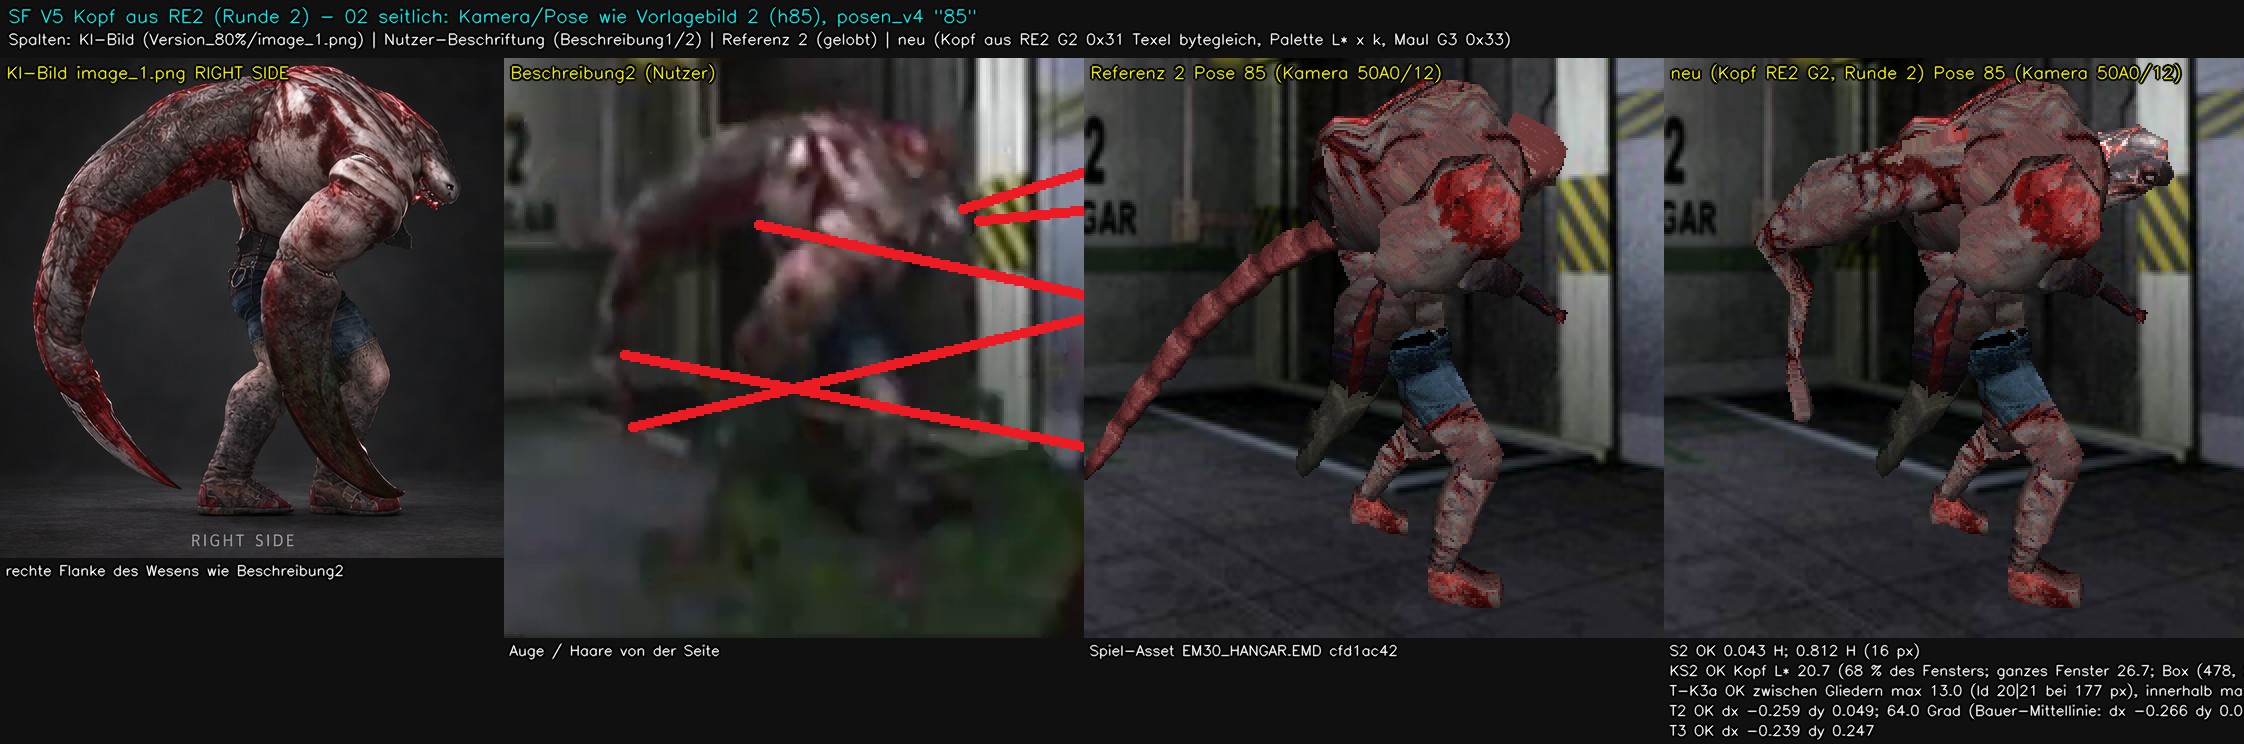 SF V5 Kopf aus RE2 (Runde 2) – 02 seitlich: Kamera/Pose wie Vorlagebild 2 (h85), posen_v4 "85"
Spalten: KI-Bild (Version_80%/image_1.png) | Nutzer-Beschriftung (Beschreibung1/2) | Referenz 2 (gelobt) | neu (Kopf aus RE2 G2 0x31 Texel bytegleich, Palette L* x k, Maul G3 0x33)
KI-Bild image_1.png RIGHT SIDE
Beschreibung2 (Nutzer)
Referenz 2 Pose 85 (Kamera 50A0/12)
neu (Kopf RE2 G2, Runde 2) Pose 85 (Kamera 50A0/12)
2
2
2
GAR
GAR
RIGHT SIDE
rechte Flanke des Wesens wie Beschreibung2
Auge / Haare von der Seite
Spiel-Asset EM30_HANGAR.EMD cfd1ac42
S2 OK 0.043 H; 0.812 H (16 px)
KS2 OK Kopf L* 20.7 (68 % des Fensters; ganzes Fenster 26.7; Box (478,
T-K3a OK zwischen Gliedern max 13.0 (Id 20|21 bei 177 px), innerhalb ma
T2 OK dx -0.259 dy 0.049; 64.0 Grad (Bauer-Mittellinie: dx -0.266 dy 0.0
T3 OK dx -0.239 dy 0.247